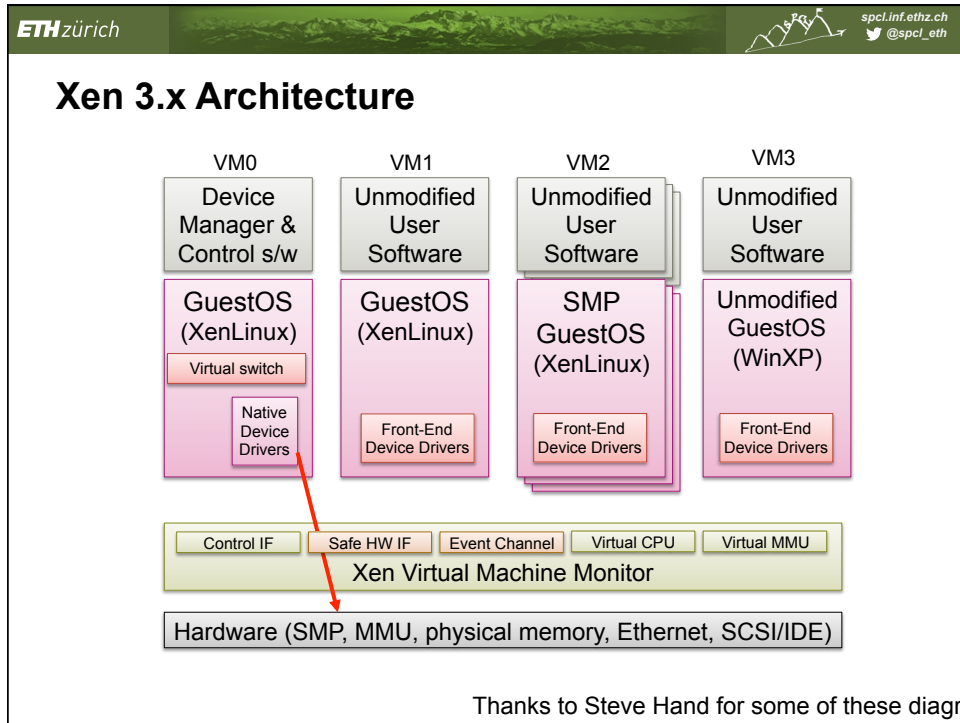 ETH zürich
spcl.inf.ethz.ch
@spcl_eth
Xen 3.x Architecture
VM0
VM1
VM2
VM3
Device
Manager &
Control s/w
Unmodified
User
Software
Unmodified
User
Software
Unmodified
User
Software
GuestOS
(XenLinux)
Virtual switch
Native
Device
Drivers
GuestOS
(XenLinux)
Front-End
Device Drivers
SMP
GuestOS
(XenLinux)
Front-End
Device Drivers
Unmodified
GuestOS
(WinXP)
Front-End
Device Drivers
Control IF
Safe HW IF
Event Channel
Virtual CPU
Virtual MMU
Xen Virtual Machine Monitor
Hardware (SMP, MMU, physical memory, Ethernet, SCSI/IDE)
Thanks to Steve Hand for some of these diagr